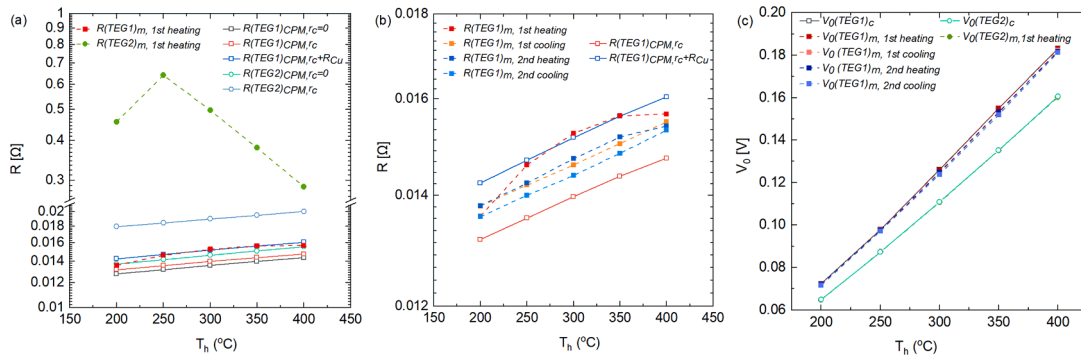 (a)
R(TEG1)m, 1st heating
R(TEG2)m, 1st heating
R(TEG1)CPM,rc=0
R(TEG1)CPM,rc
R(TEG1)CPM,rc+RCu
R(TEG2)CPM,rc=0
R(TEG2)CPM,rc
R [Ω]
1
0.9
0.8
0.7
0.6
0.5
0.4
0.3
0.02
0.018
0.016
0.014
0.012
0.01
150 200 250 300 350 400 450
Th (°C)
(b)
R(TEG1)m, 1st heating
R(TEG1)m, 1st cooling
R(TEG1)m, 2nd heating
R(TEG1)m, 2nd cooling
R(TEG1)CPM,rc
R(TEG1)CPM,rc+RCu
R [Ω]
0.018
0.016
0.014
0.012
150 200 250 300 350 400 450
Th (°C)
(c)
V0(TEG1)c
V0(TEG1)m, 1st heating
V0(TEG1)m, 1st cooling
V0 (TEG1)m, 2nd heating
V0(TEG1)m, 2nd cooling
V0(TEG2)c
V0(TEG2)m,1st heating
V0 [V]
0.20
0.18
0.16
0.14
0.12
0.10
0.08
0.06
200 250 300 350 400
Th (°C)